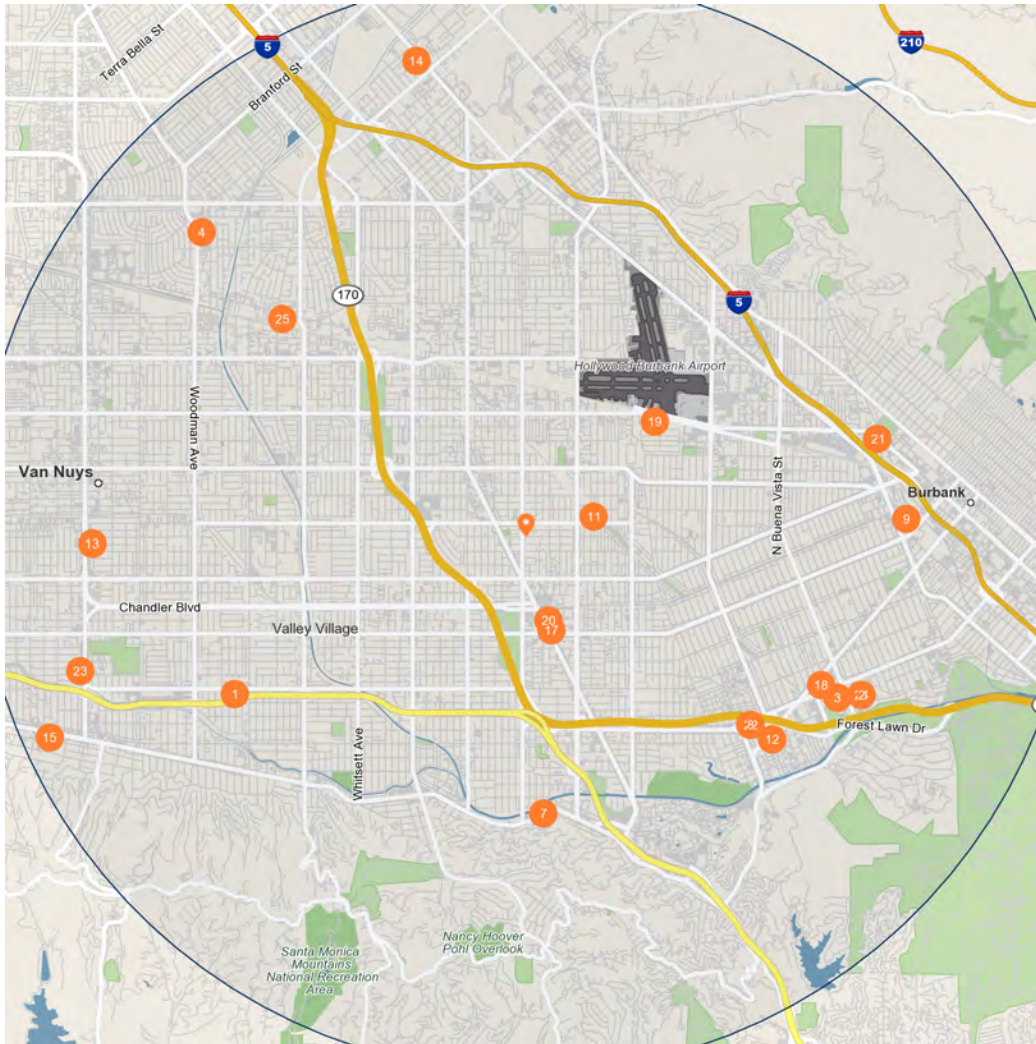 5
210
14
Terra Bella St
Branford St
4
170
25
5
Hollywood Burbank Airport
Woodman Ave
19
21
Van Nuys
Burbank
N Buena Vista St
11
9
13
Chandler Blvd
20
17
Valley Village
23
1
18
3
24
15
Whitsett Ave
2
12
Forest Lawn Dr
7
Nancy Hoover
Pohl Overlook
Santa Monica
Mountains
National Recreation
Area